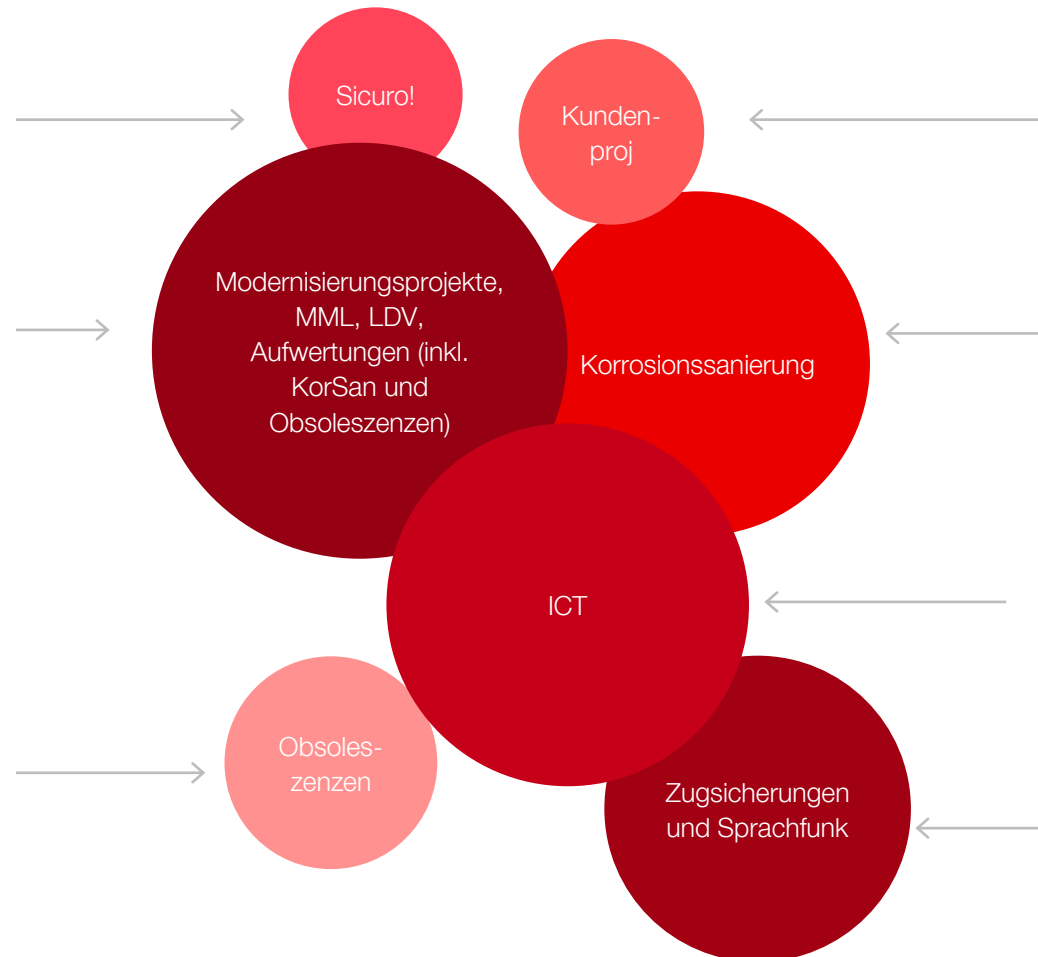 Sicuro!
Kunden-
proj
Modernisierungsprojekte,
MML, LDV,
Aufwertungen (inkl.
KorSan und
Obsoleszenzen)
Korrosionssanierung
ICT
Obsoles-
zenzen
Zugsicherungen
und Sprachfunk